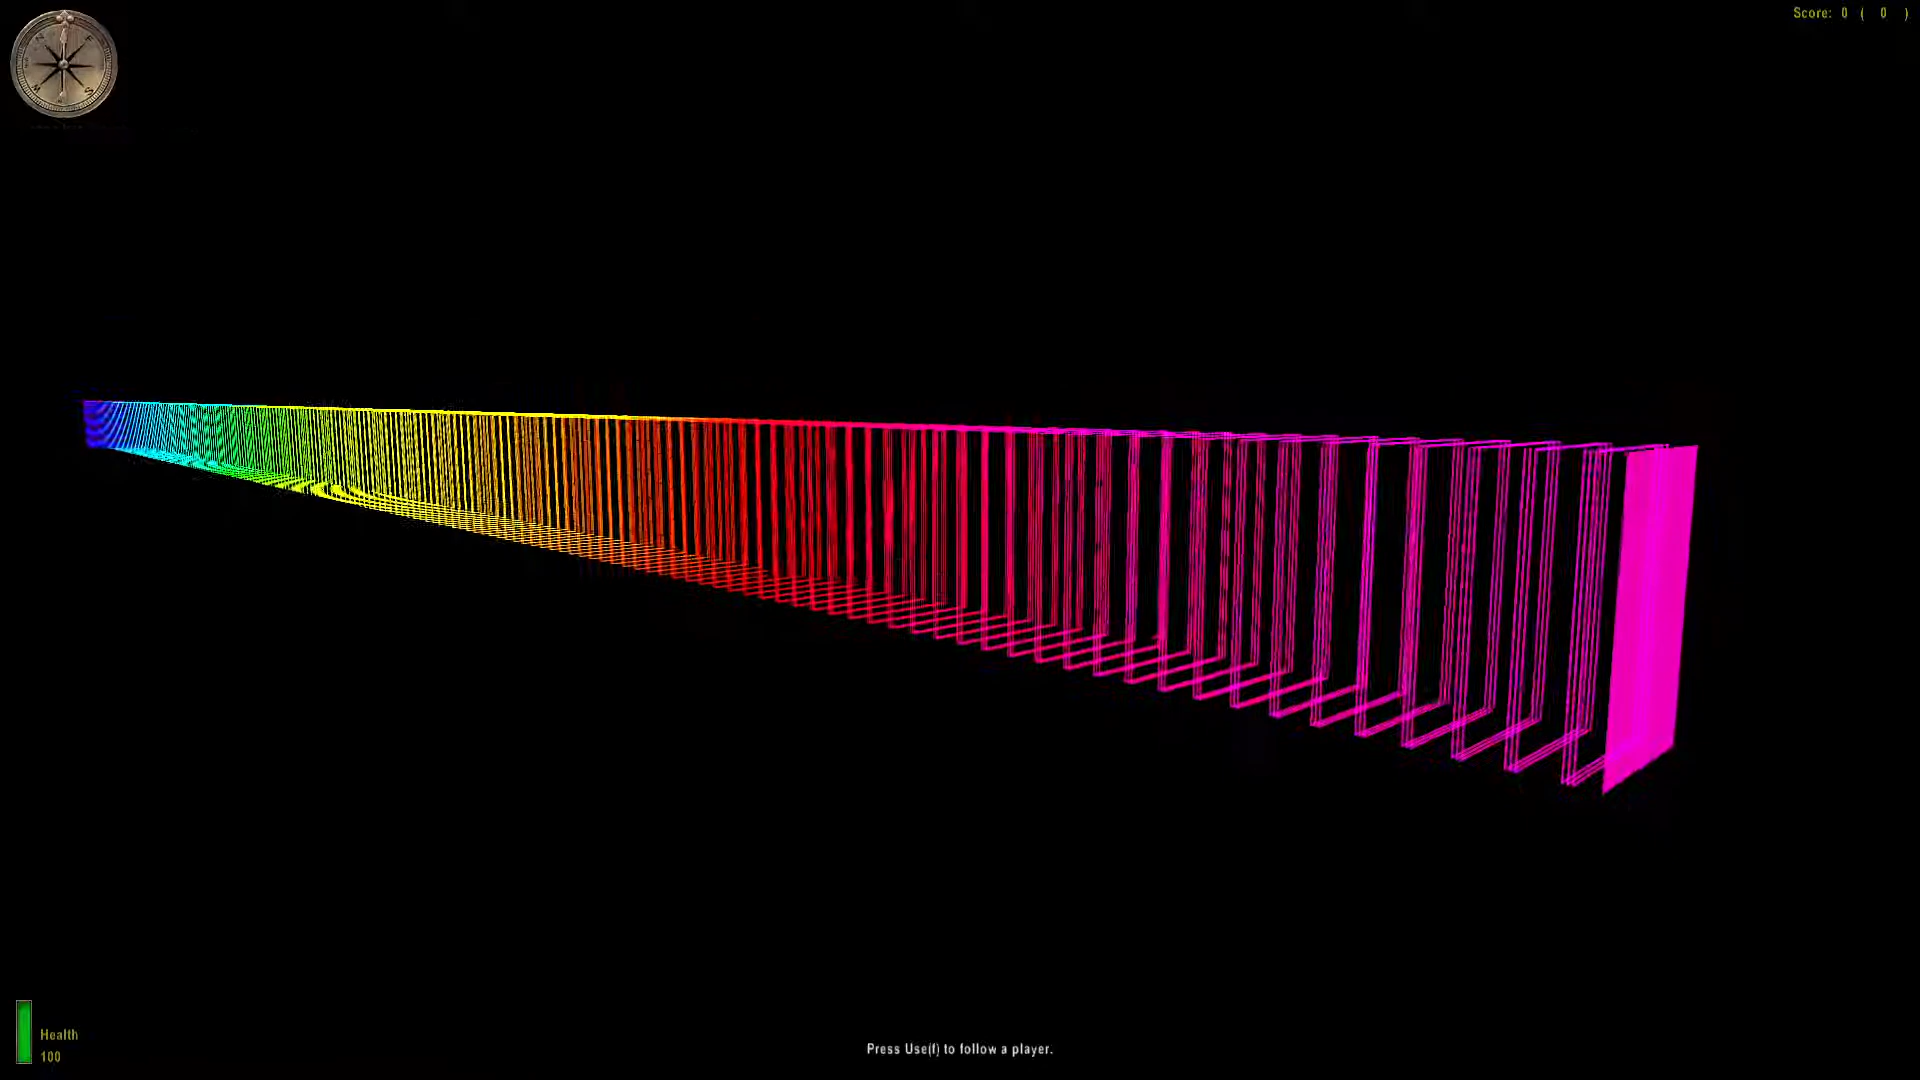 Score: 0 ( 0 )
N E
W S
Health
100
Press Use(f) to follow a player.